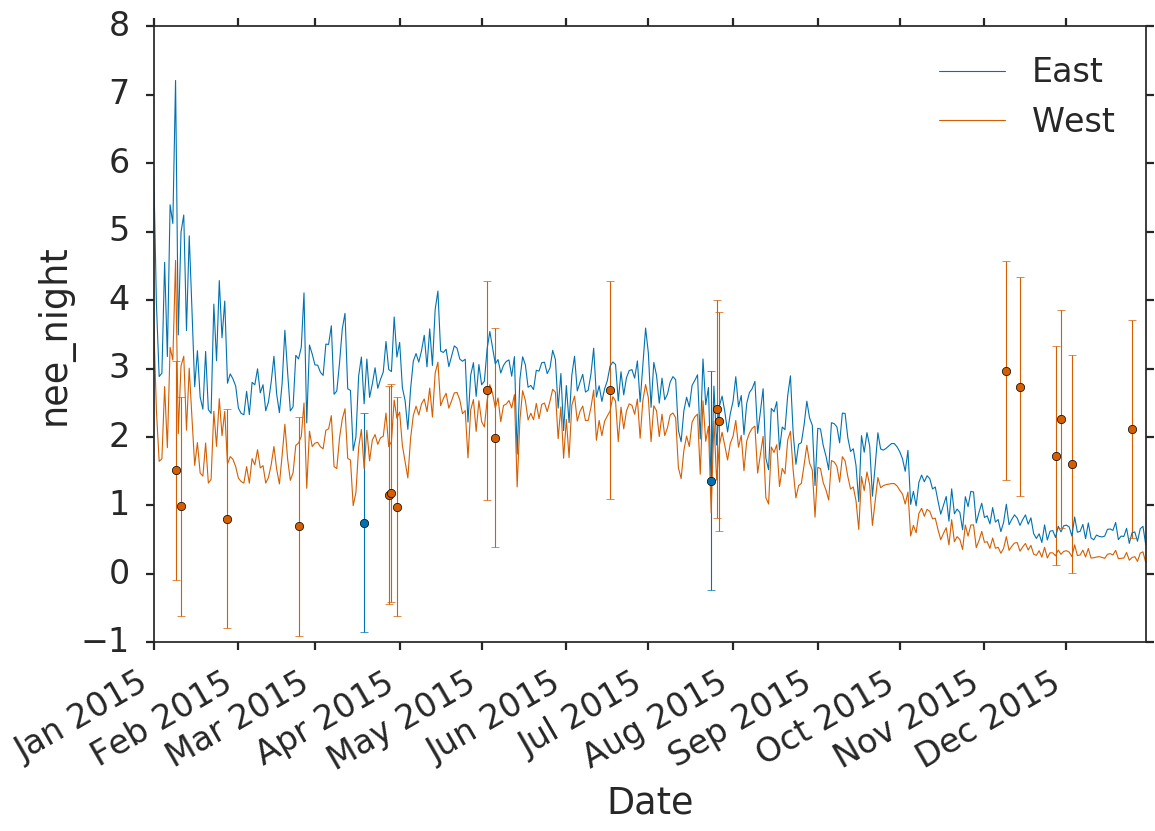 8
7
6
5
4
3
2
1
0
−1
nee_night
East
West
Jan 2015
Feb 2015
Mar 2015
Apr 2015
May 2015
Jun 2015
Jul 2015
Aug 2015
Sep 2015
Oct 2015
Nov 2015
Dec 2015
Date